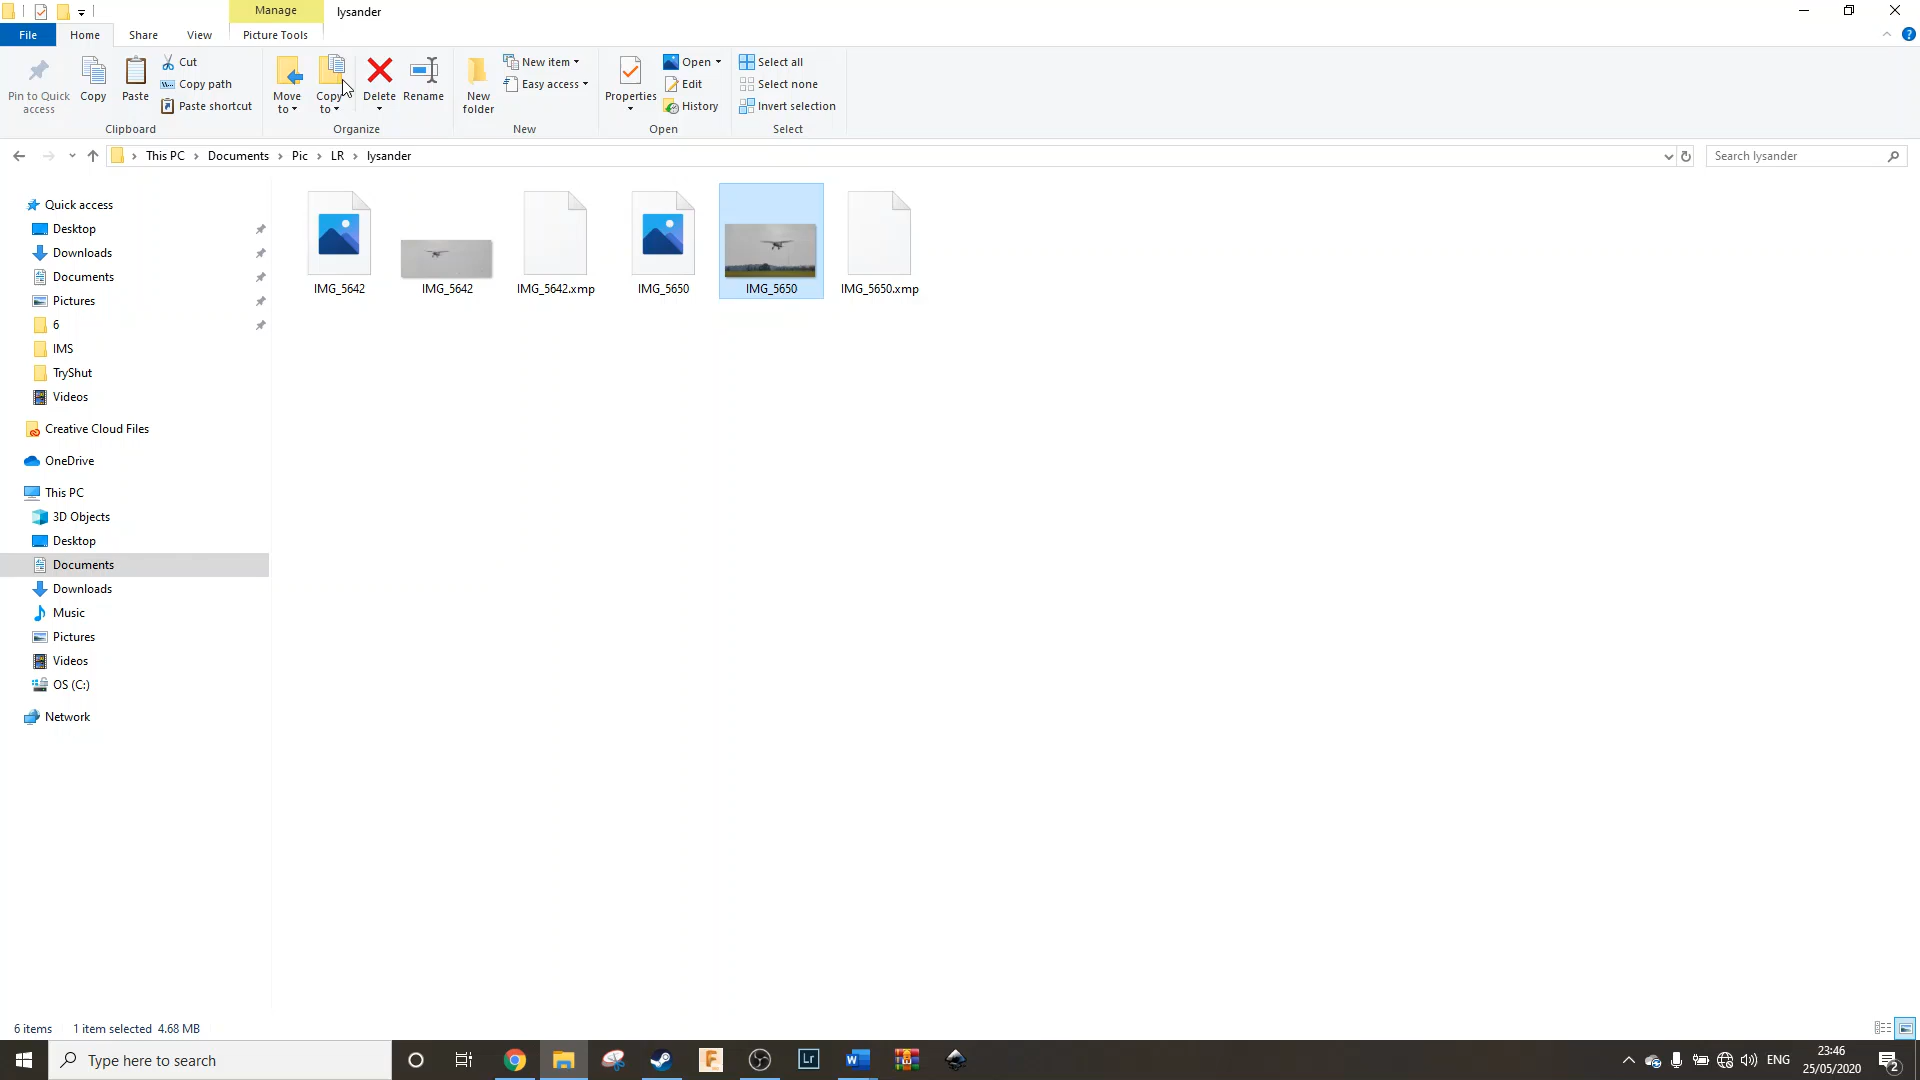 Manage
lysander
File
Home
Share
View
Picture Tools
Pin to Quick access
Copy
Paste
Cut
Copy path
Paste shortcut
Clipboard
Move to
Copy to
Delete
Rename
Organize
New folder
New item
Easy access
New
Properties
Open
Edit
History
Open
Select all
Select none
Invert selection
Select
This PC
Documents
Pic
LR
lysander
Search lysander
Quick access
Desktop
Downloads
Documents
Pictures
6
IMS
TryShut
Videos
Creative Cloud Files
OneDrive
This PC
3D Objects
Desktop
Documents
Downloads
Music
Pictures
Videos
OS (C:)
Network
IMG_5642
IMG_5642
IMG_5642.xmp
IMG_5650
IMG_5650
IMG_5650.xmp
6 items
1 item selected 4.68 MB
Type here to search
Lr
ENG
23:46
25/05/2020
2